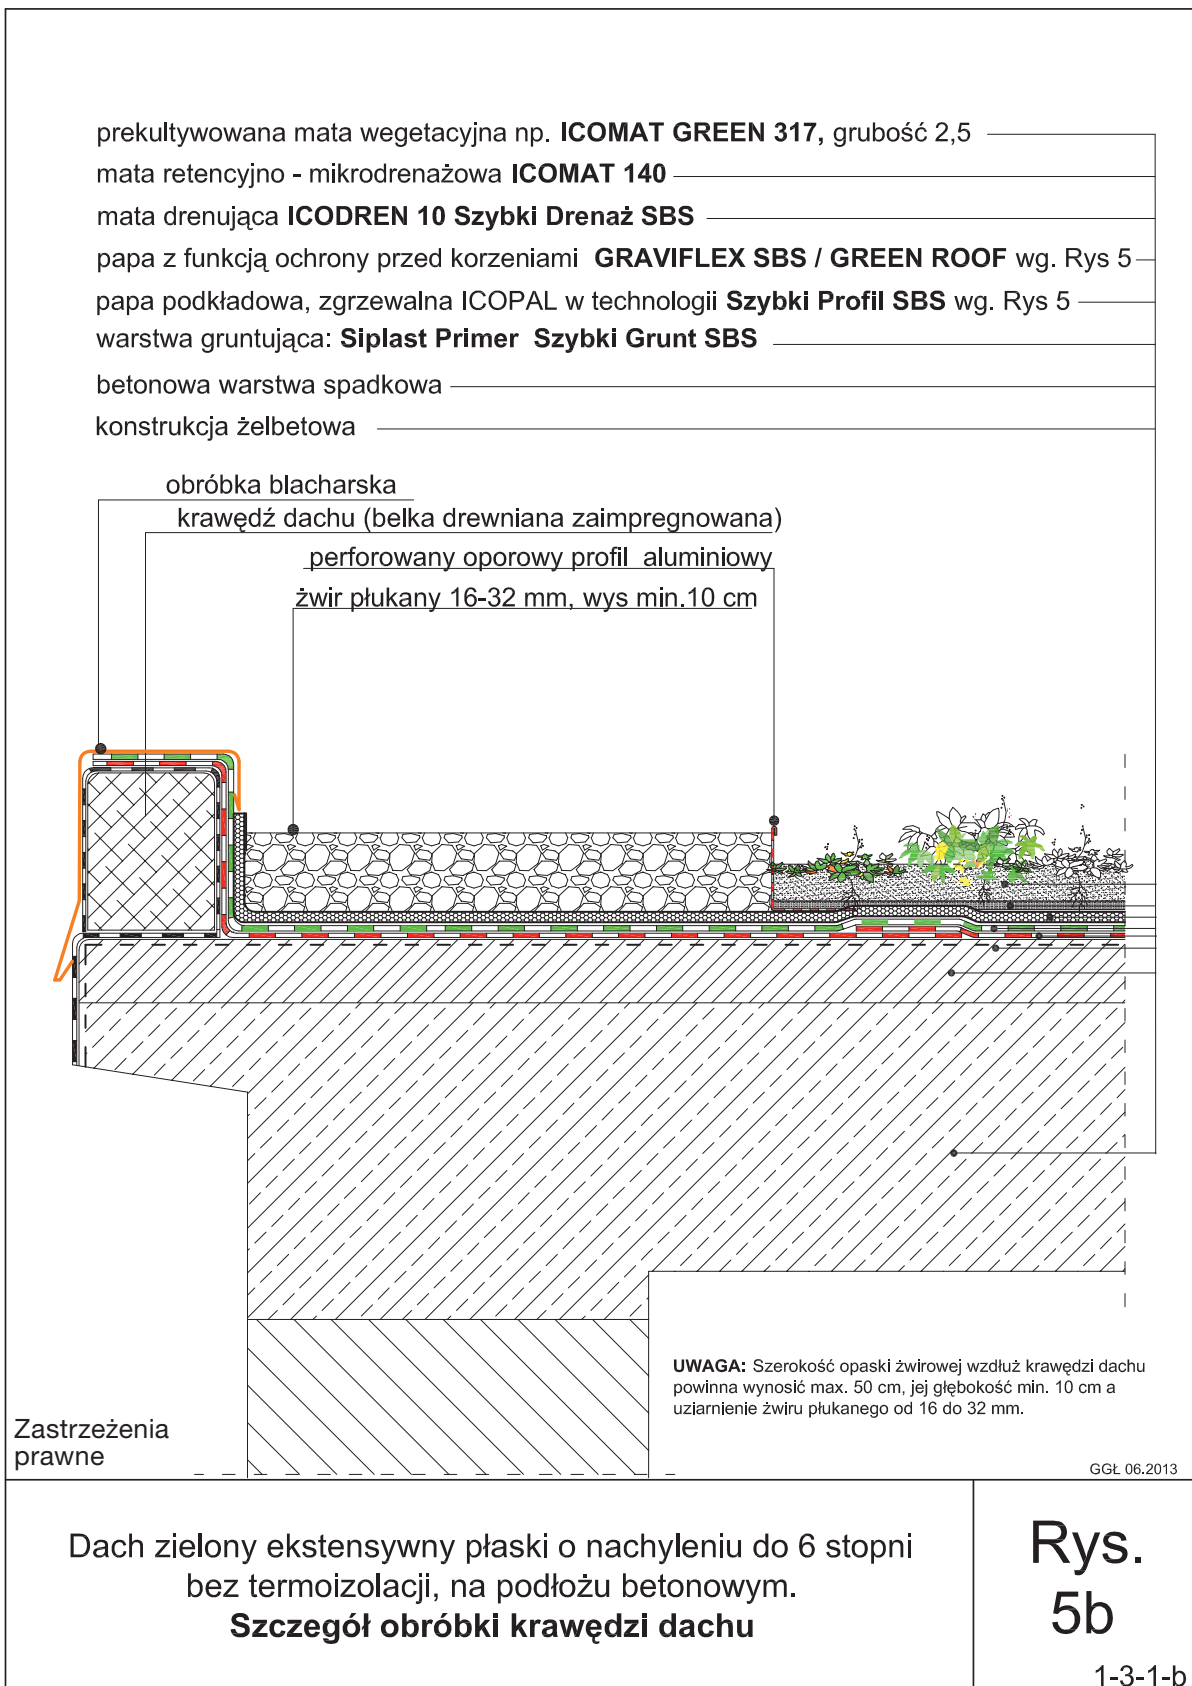 prekultywowana mata wegetacyjna np. ICOMAT GREEN 317, grubość 2,5
mata retencyjno - mikrodrenażowa ICOMAT 140
mata drenująca ICODREN 10 Szybki Drenaż SBS
papa z funkcją ochrony przed korzeniami GRAVIFLEX SBS / GREEN ROOF wg. Rys 5
papa podkładowa, zgrzewalna ICOPAL w technologii Szybki Profil SBS wg. Rys 5
warstwa gruntująca: Siplast Primer Szybki Grunt SBS
betonowa warstwa spadkowa
konstrukcja żelbetowa
obróbka blacharska
krawędź dachu (belka drewniana zaimpregnowana)
perforowany oporowy profil aluminiowy
żwir płukany 16-32 mm, wys min.10 cm
UWAGA: Szerokość opaski żwirowej wzdłuż krawędzi dachu
powinna wynosić max. 50 cm, jej głębokość min. 10 cm a
uziarnienie żwiru płukanego od 16 do 32 mm.
Zastrzeżenia
prawne
GGŁ 06.2013
Dach zielony ekstensywny płaski o nachyleniu do 6 stopni
bez termoizolacji, na podłożu betonowym.
Szczegół obróbki krawędzi dachu
Rys.
5b
1-3-1-b